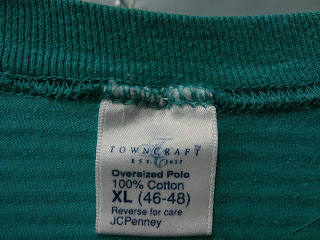 TOWNCRAFT
EST. 1927
Oversized Polo
100% Cotton
XL (46-48)
Reverse for care
JCPenney